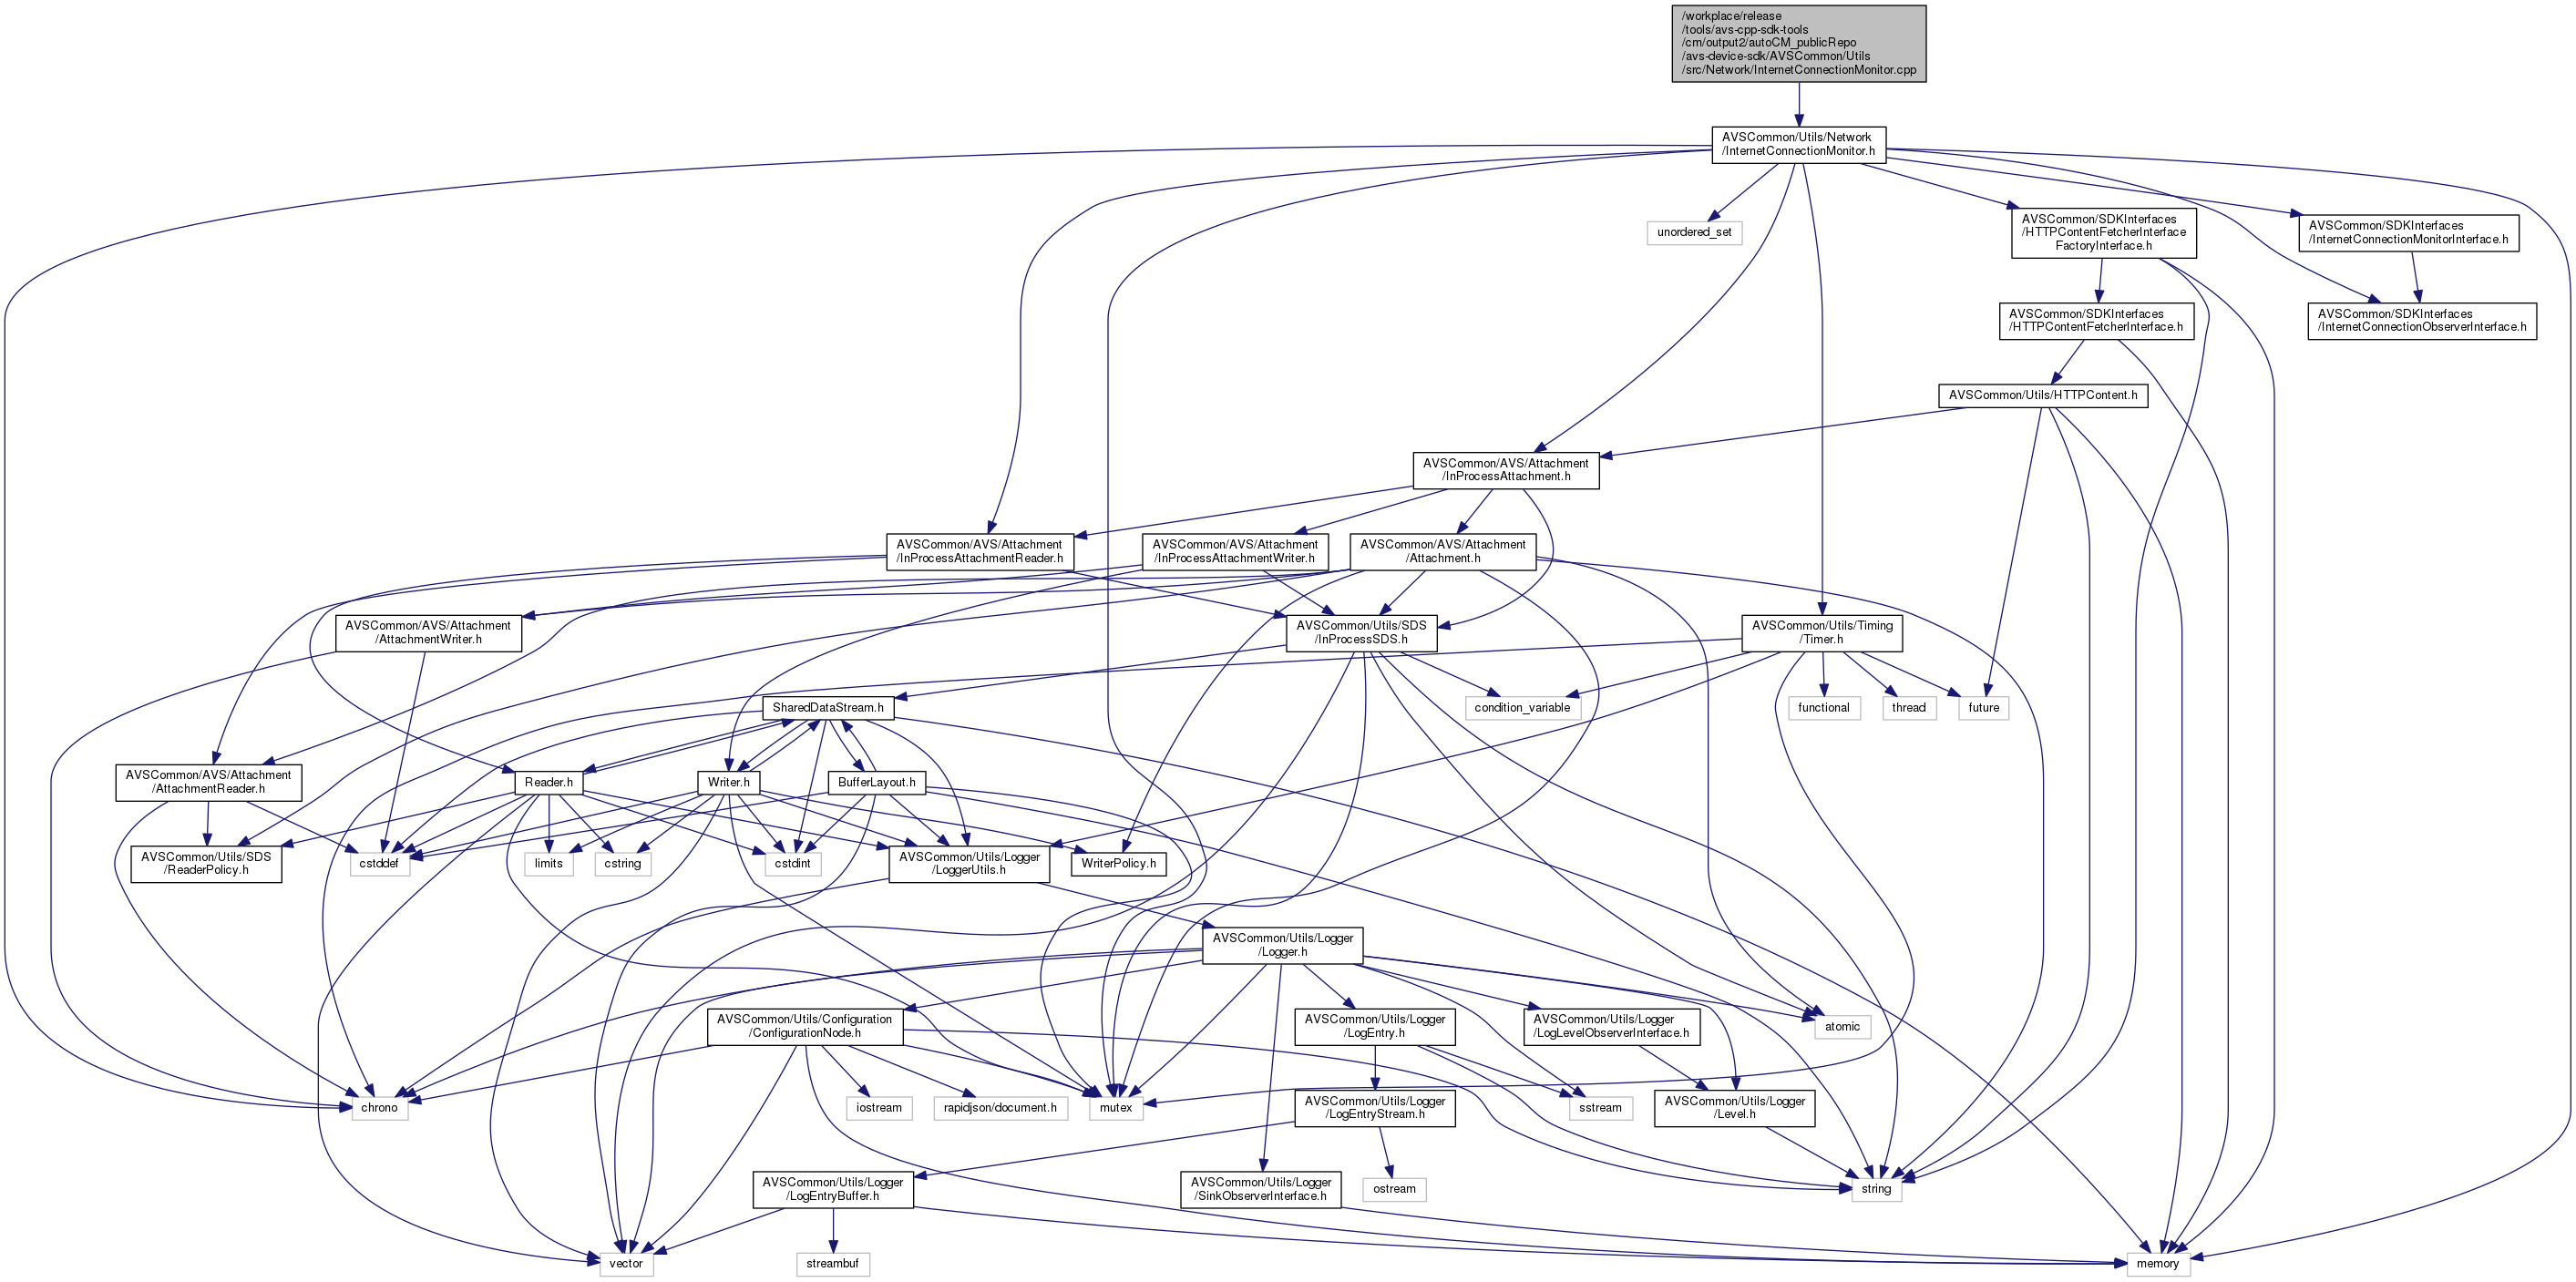 /workplace/release
/tools/avs-cpp-sdk-tools
/cm/output2/autoCM_publicRepo
/avs-device-sdk/AVSCommon/Utils
/src/Network/InternetConnectionMonitor.cpp
AVSCommon/Utils/Network
/InternetConnectionMonitor.h
unordered_set
AVSCommon/SDKInterfaces
/HTTPContentFetcherInterface
FactoryInterface.h
AVSCommon/SDKInterfaces
/InternetConnectionMonitorInterface.h
AVSCommon/SDKInterfaces
/HTTPContentFetcherInterface.h
AVSCommon/SDKInterfaces
/InternetConnectionObserverInterface.h
AVSCommon/Utils/HTTPContent.h
AVSCommon/AVS/Attachment
/InProcessAttachment.h
AVSCommon/AVS/Attachment
/InProcessAttachmentReader.h
AVSCommon/AVS/Attachment
/InProcessAttachmentWriter.h
AVSCommon/AVS/Attachment
/Attachment.h
AVSCommon/AVS/Attachment
/AttachmentWriter.h
AVSCommon/Utils/SDS
/InProcessSDS.h
AVSCommon/Utils/Timing
/Timer.h
SharedDataStream.h
condition_variable
functional
thread
future
AVSCommon/AVS/Attachment
/AttachmentReader.h
Reader.h
Writer.h
BufferLayout.h
AVSCommon/Utils/SDS
/ReaderPolicy.h
cstddef
limits
cstring
cstdint
AVSCommon/Utils/Logger
/LoggerUtils.h
WriterPolicy.h
AVSCommon/Utils/Logger
/Logger.h
AVSCommon/Utils/Configuration
/ConfigurationNode.h
AVSCommon/Utils/Logger
/LogEntry.h
AVSCommon/Utils/Logger
/LogLevelObserverInterface.h
atomic
chrono
iostream
rapidjson/document.h
mutex
AVSCommon/Utils/Logger
/LogEntryStream.h
sstream
AVSCommon/Utils/Logger
/Level.h
AVSCommon/Utils/Logger
/LogEntryBuffer.h
AVSCommon/Utils/Logger
/SinkObserverInterface.h
ostream
string
vector
streambuf
memory